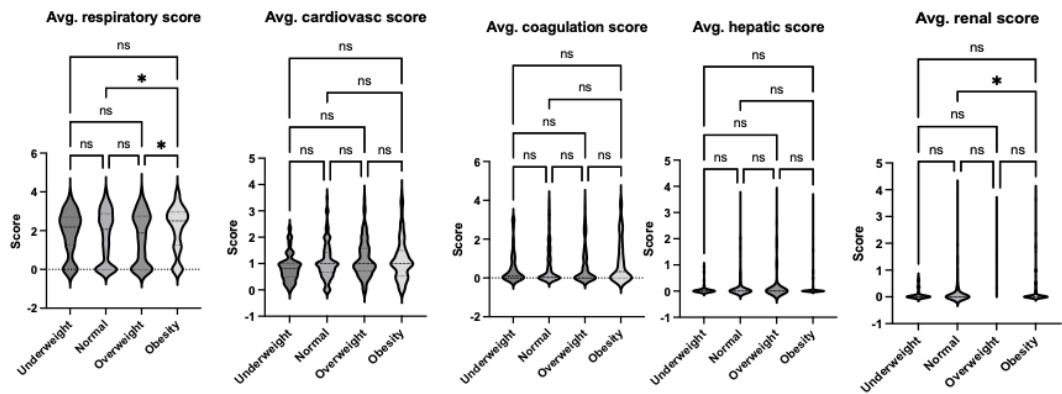 Avg. respiratory score
ns
*
ns
ns ns *
6
4
2
0
-2
Score
Underweight
Normal
Overweight
Obesity
Avg. cardiovasc score
ns
ns
ns
ns ns ns
5
4
3
2
1
0
-1
Score
Underweight
Normal
Overweight
Obesity
Avg. coagulation score
ns
ns
ns
ns ns ns
6
4
2
0
-2
Score
Underweight
Normal
Overweight
Obesity
Avg. hepatic score
ns
ns
ns
ns ns ns
5
4
3
2
1
0
-1
Score
Underweight
Normal
Overweight
Obesity
Avg. renal score
ns
*
ns
ns ns ns
5
4
3
2
1
0
-1
Score
Underweight
Normal
Overweight
Obesity